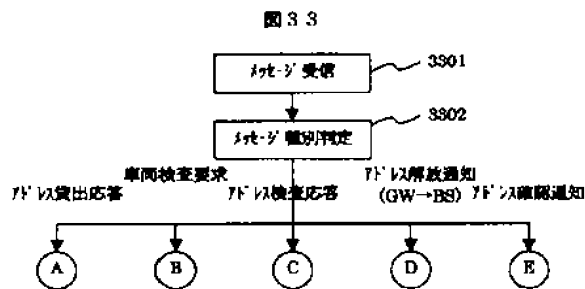 図33
メッセージ受信
3301
メッセージ種別判定
3302
車両検査要求
アドレス解放通知
アドレス貸出応答
アドレス検査応答
(GW→BS)
アドレス確認通知
A
B
C
D
E